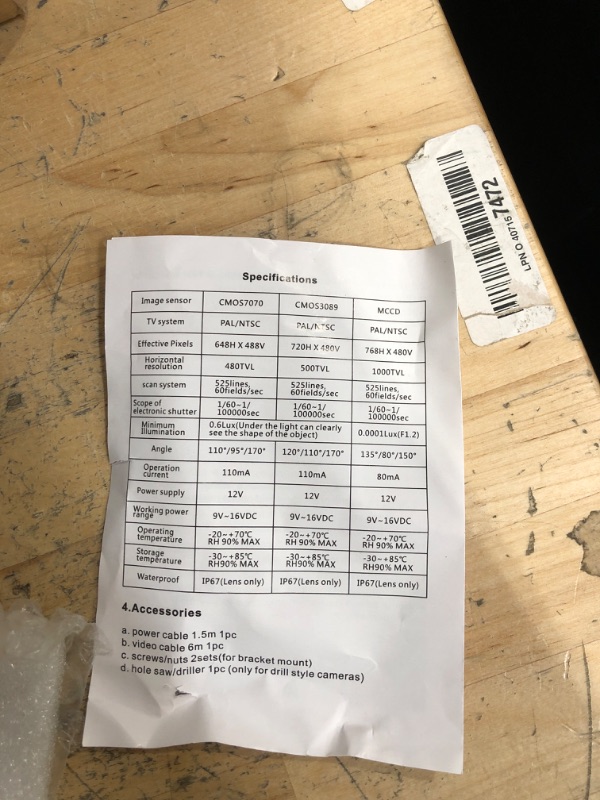 LPN O 40715 7472
Specifications
Image sensor CMOS7070 CMOS3089 MCCD
TV system PAL/NTSC PAL/NTSC PAL/NTSC
Effective Pixels 648H X 488V 720H X 480V 768H X 480V
Horizontal
resolution 480TVL 500TVL 1000TVL
scan system 525lines,
60fields/sec 525lines,
60fields/sec 525lines,
60fields/sec
Scope of
electronic shutter 1/60~1/
100000sec 1/60~1/
100000sec 1/60~1/
100000sec
Minimum
Illumination 0.6Lux(Under the light can clearly
see the shape of the object) 0.0001Lux(F1.2)
Angle 110°/95°/170° 120°/110°/170° 135°/80°/150°
Operation
current 110mA 110mA 80mA
Power supply 12V 12V 12V
Working power
range 9V~16VDC 9V~16VDC 9V~16VDC
Operating
temperature -20~+70℃
RH 90% MAX -20~+70℃
RH 90% MAX -20~+70℃
RH 90% MAX
Storage
temperature -30~+85℃
RH90% MAX -30~+85℃
RH90% MAX -30~+85℃
RH90% MAX
Waterproof IP67(Lens only) IP67(Lens only) IP67(Lens only)
4.Accessories
a. power cable 1.5m 1pc
b. video cable 6m 1pc
c. screws/nuts 2sets(for bracket mount)
d. hole saw/driller 1pc (only for drill style cameras)